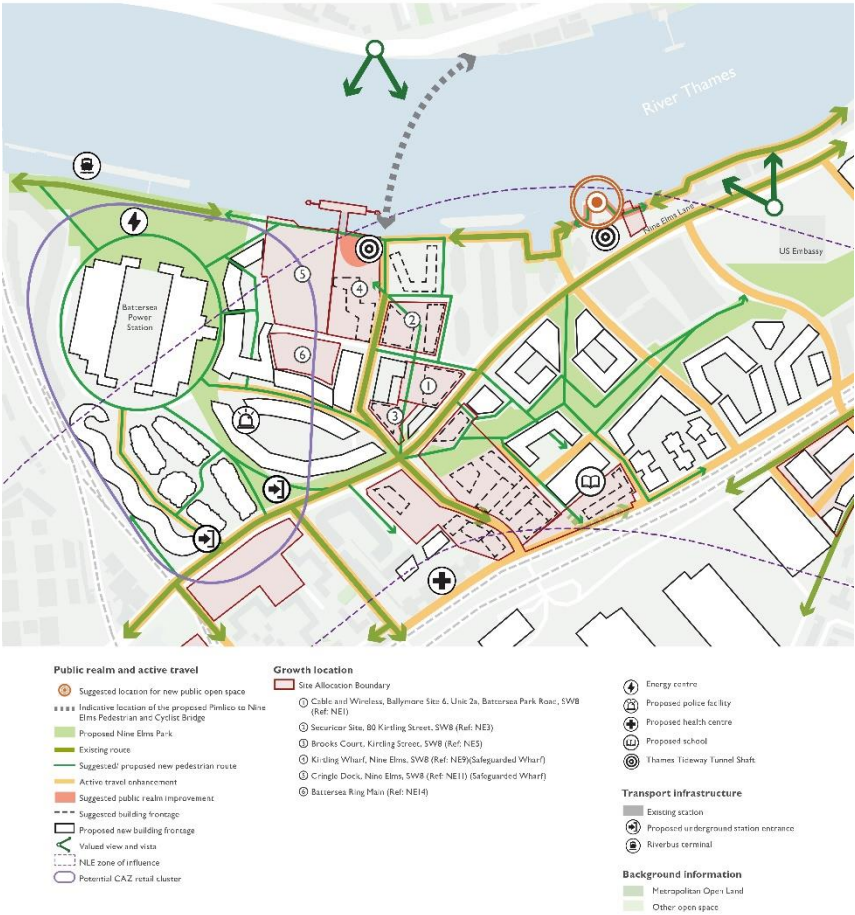 River Thames
Nine Elms Lane
US Embassy
Battersea
Power
Station
5
4
2
6
1
3
Public realm and active travel
Suggested location for new public open space
Indicative location of the proposed Pimlico to Nine
Elms Pedestrian and Cyclist Bridge
Proposed Nine Elms Park
Existing route
Suggested/ proposed new pedestrian route
Active travel enhancement
Suggested public realm improvement
Suggested building frontage
Proposed new building frontage
Valued view and vista
NLE zone of influence
Potential CAZ retail cluster
Growth location
Site Allocation Boundary
1 Cable and Wireless, Ballymore Site 6, Unit 2a, Battersea Park Road, SW8
(Ref: NE1)
2 Securicor Site, 80 Kirtling Street, SW8 (Ref: NE3)
3 Brooks Court, Kirtling Street, SW8 (Ref: NE5)
4 Kirtling Wharf, Nine Elms, SW8 (Ref: NE9)(Safeguarded Wharf)
5 Cringle Dock, Nine Elms, SW8 (Ref: NE11) (Safeguarded Wharf)
6 Battersea Ring Main (Ref: NE14)
Energy centre
Proposed police facility
Proposed health centre
Proposed school
Thames Tideway Tunnel Shaft
Transport infrastructure
Existing station
Proposed underground station entrance
Riverbus terminal
Background information
Metropolitan Open Land
Other open space